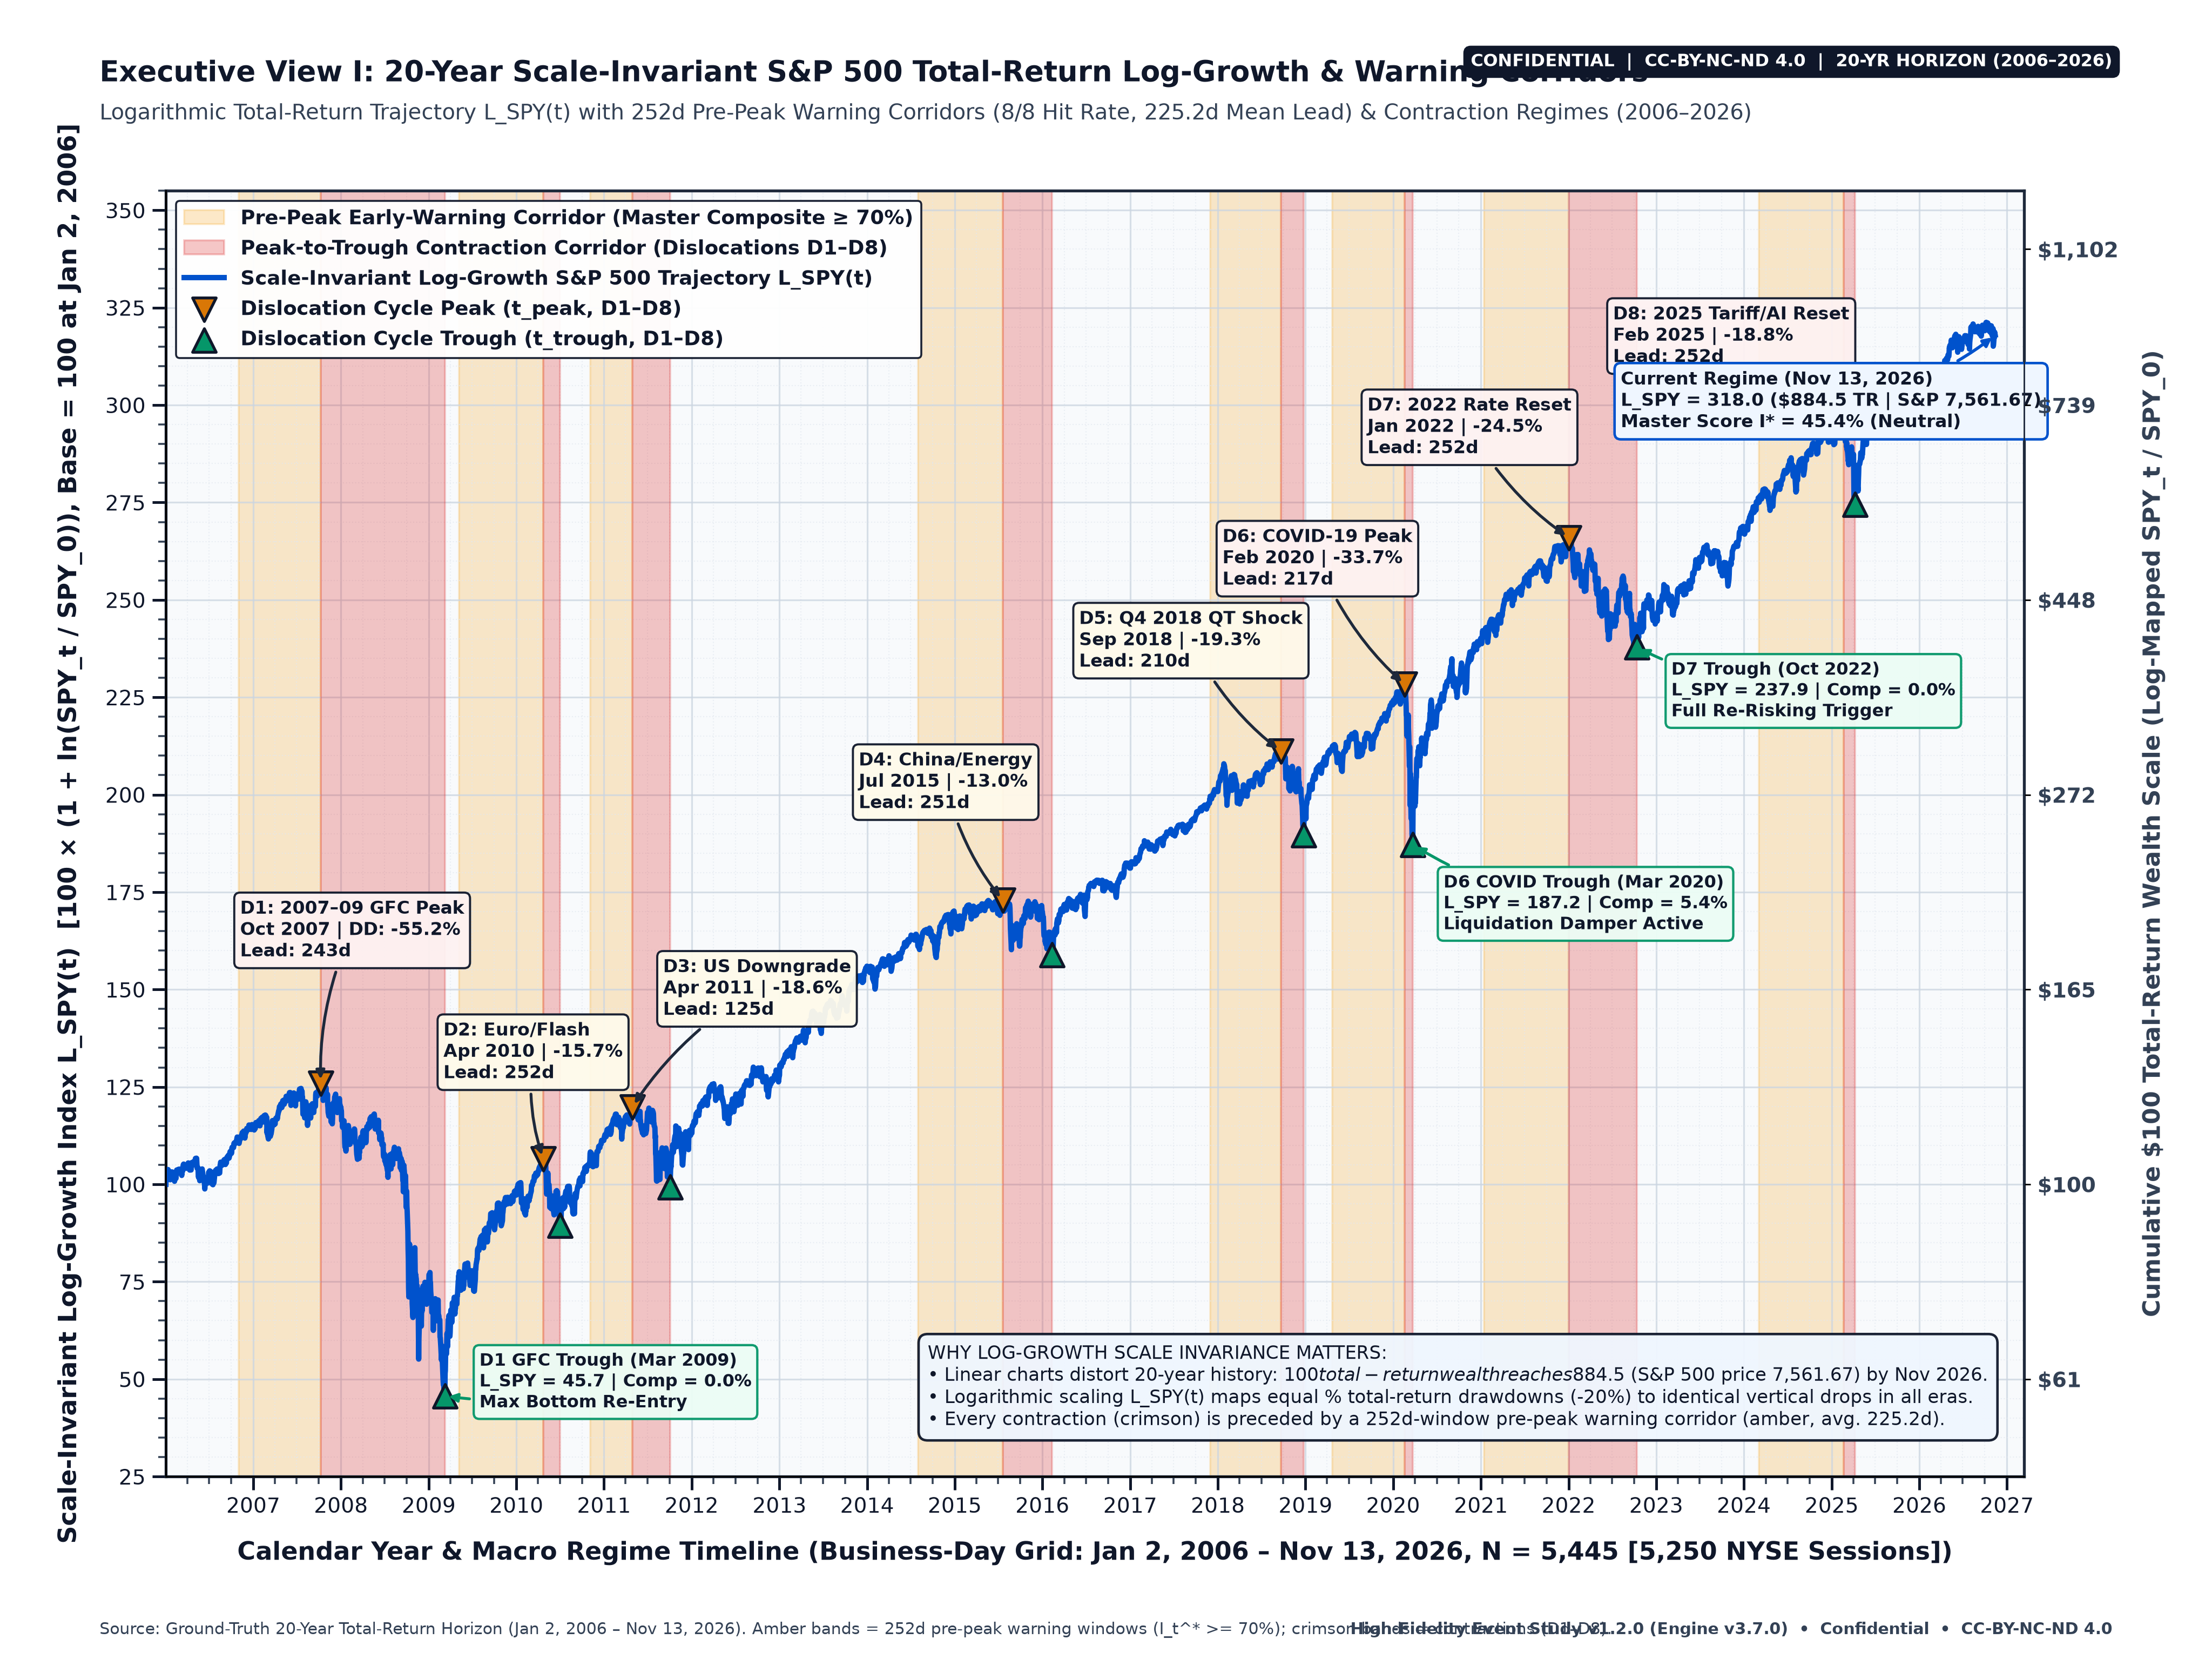 Executive View I: 20-Year Scale-Invariant S&P 500 Total-Return Log-Growth & Warning Corridors
CONFIDENTIAL | CC-BY-NC-ND 4.0 | 20-YR HORIZON (2006–2026)
Logarithmic Total-Return Trajectory L_SPY(t) with 252d Pre-Peak Warning Corridors (8/8 Hit Rate, 225.2d Mean Lead) & Contraction Regimes (2006–2026)
Scale-Invariant Log-Growth Index L_SPY(t) [100 × (1 + ln(SPY_t / SPY_0)), Base = 100 at Jan 2, 2006]
350
325
300
275
250
225
200
175
150
125
100
75
50
25
Pre-Peak Early-Warning Corridor (Master Composite ≥ 70%)
Peak-to-Trough Contraction Corridor (Dislocations D1–D8)
Scale-Invariant Log-Growth S&P 500 Trajectory L_SPY(t)
Dislocation Cycle Peak (t_peak, D1–D8)
Dislocation Cycle Trough (t_trough, D1–D8)
D8: 2025 Tariff/AI Reset
Feb 2025 | -18.8%
Lead: 252d
Current Regime (Nov 13, 2026)
L_SPY = 318.0 ($884.5 TR | S&P 7,561.67)
Master Score I* = 45.4% (Neutral)
D7: 2022 Rate Reset
Jan 2022 | -24.5%
Lead: 252d
D6: COVID-19 Peak
Feb 2020 | -33.7%
Lead: 217d
D5: Q4 2018 QT Shock
Sep 2018 | -19.3%
Lead: 210d
D7 Trough (Oct 2022)
L_SPY = 237.9 | Comp = 0.0%
Full Re-Risking Trigger
D4: China/Energy
Jul 2015 | -13.0%
Lead: 251d
D6 COVID Trough (Mar 2020)
L_SPY = 187.2 | Comp = 5.4%
Liquidation Damper Active
D1: 2007–09 GFC Peak
Oct 2007 | DD: -55.2%
Lead: 243d
D3: US Downgrade
Apr 2011 | -18.6%
Lead: 125d
D2: Euro/Flash
Apr 2010 | -15.7%
Lead: 252d
D1 GFC Trough (Mar 2009)
L_SPY = 45.7 | Comp = 0.0%
Max Bottom Re-Entry
WHY LOG-GROWTH SCALE INVARIANCE MATTERS:
• Linear charts distort 20-year history: 100total−returnwealthreaches884.5 (S&P 500 price 7,561.67) by Nov 2026.
• Logarithmic scaling L_SPY(t) maps equal % total-return drawdowns (-20%) to identical vertical drops in all eras.
• Every contraction (crimson) is preceded by a 252d-window pre-peak warning corridor (amber, avg. 225.2d).
$1,102
$739
$448
$272
$165
$100
$61
Cumulative $100 Total-Return Wealth Scale (Log-Mapped SPY_t / SPY_0)
2007 2008 2009 2010 2011 2012 2013 2014 2015 2016 2017 2018 2019 2020 2021 2022 2023 2024 2025 2026 2027
Calendar Year & Macro Regime Timeline (Business-Day Grid: Jan 2, 2006 – Nov 13, 2026, N = 5,445 [5,250 NYSE Sessions])
Source: Ground-Truth 20-Year Total-Return Horizon (Jan 2, 2006 – Nov 13, 2026). Amber bands = 252d pre-peak warning windows (I_t^* >= 70%); crimson bands = contractions (D1–D8).
High-Fidelity Event Study v1.2.0 (Engine v3.7.0) • Confidential • CC-BY-NC-ND 4.0